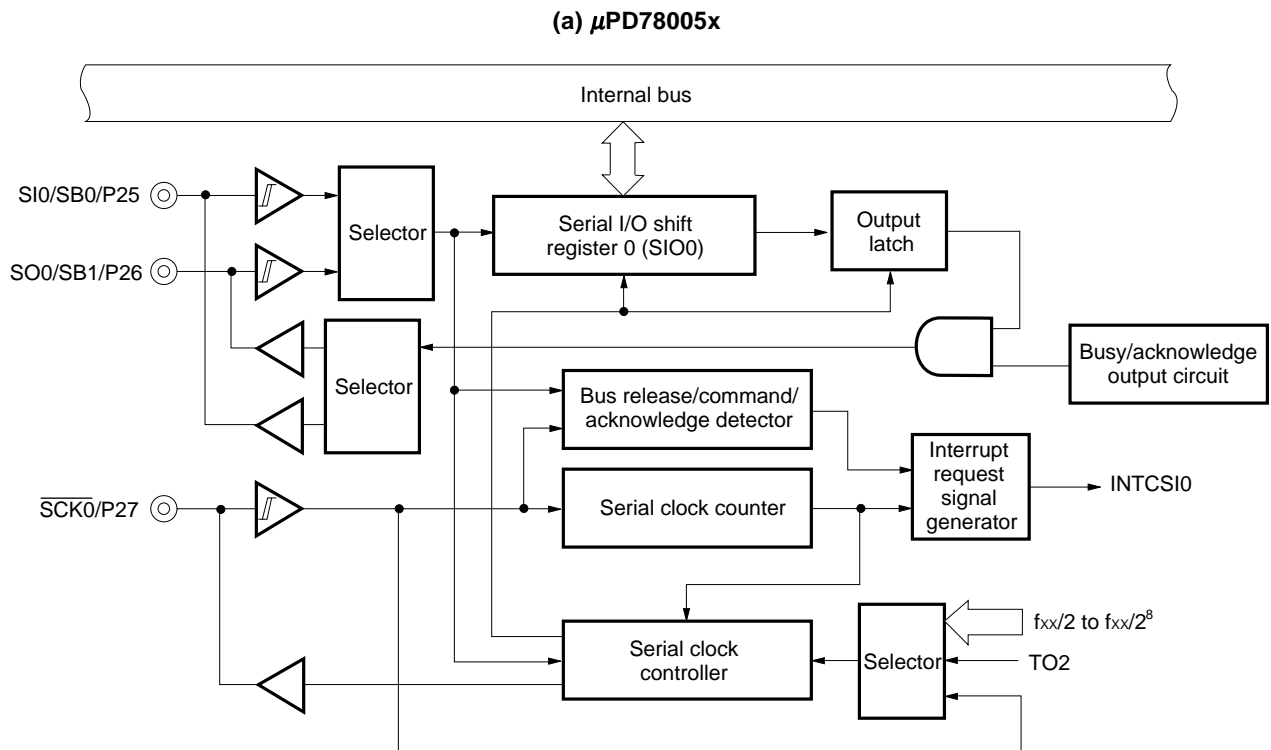 (a) μPD78005x
Internal bus
SI0/SB0/P25
Selector
Serial I/O shift
register 0 (SIO0)
Output
latch
SO0/SB1/P26
Selector
Busy/acknowledge
output circuit
Bus release/command/
acknowledge detector
Interrupt
request
signal
generator
INTCSI0
S̅C̅K̅0̅/P27
Serial clock counter
Serial clock
controller
Selector
fxx/2 to fxx/2⁸
TO2